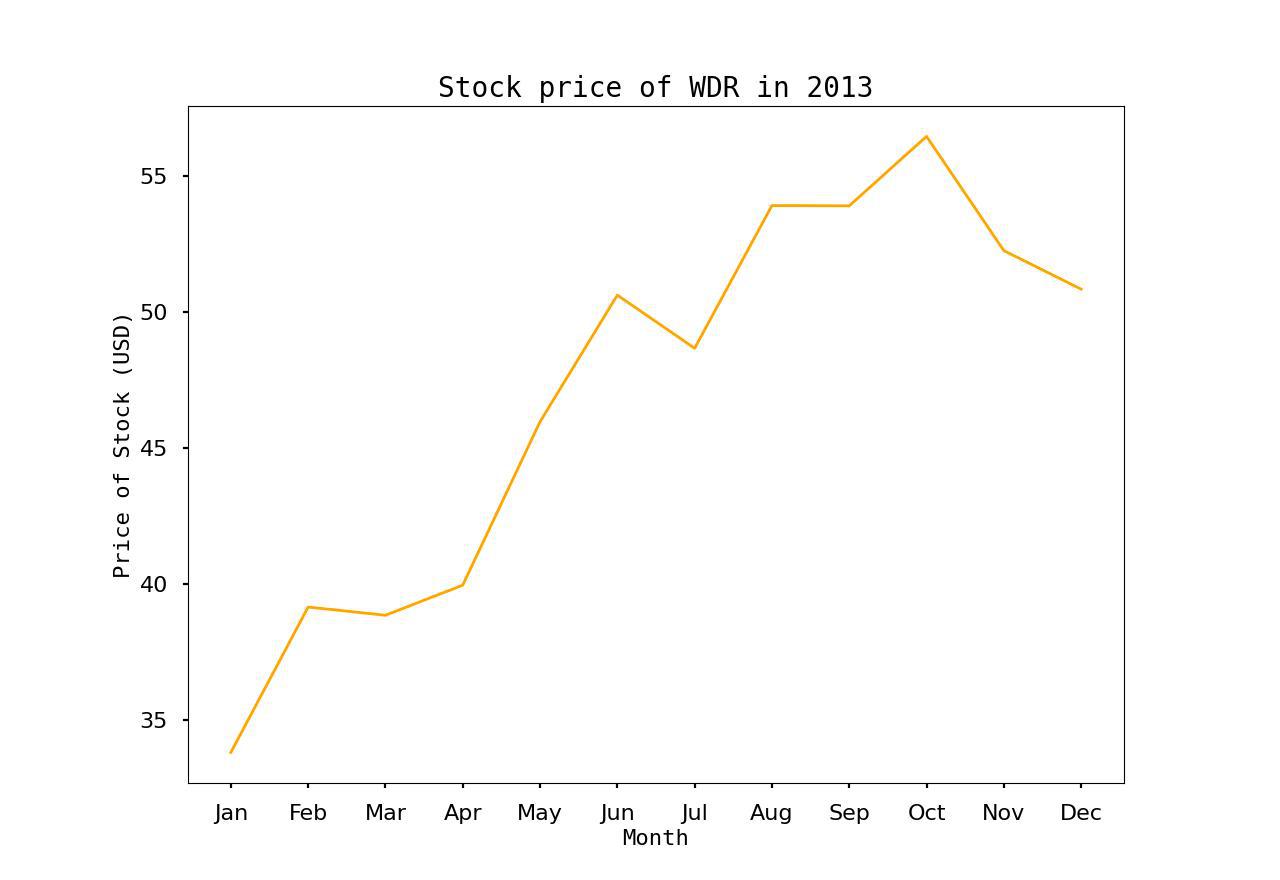 Stock price of WDR in 2013
Price of Stock (USD)
55
50
45
40
35
Jan Feb Mar Apr May Jun Jul Aug Sep Oct Nov Dec
Month